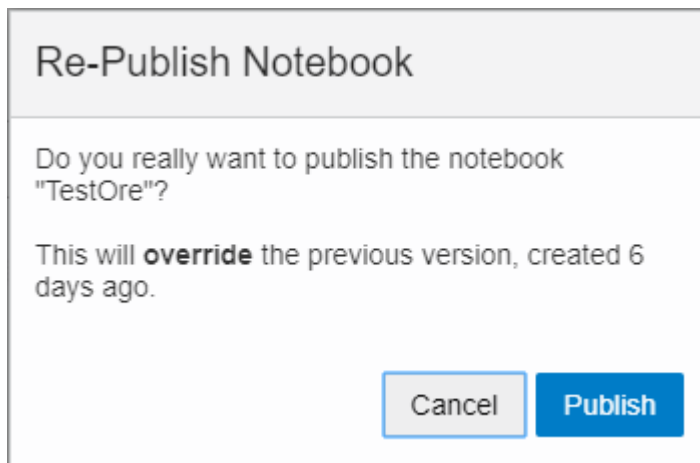 Re-Publish Notebook
Do you really want to publish the notebook
"TestOre"?
This will override the previous version, created 6
days ago.
Cancel
Publish